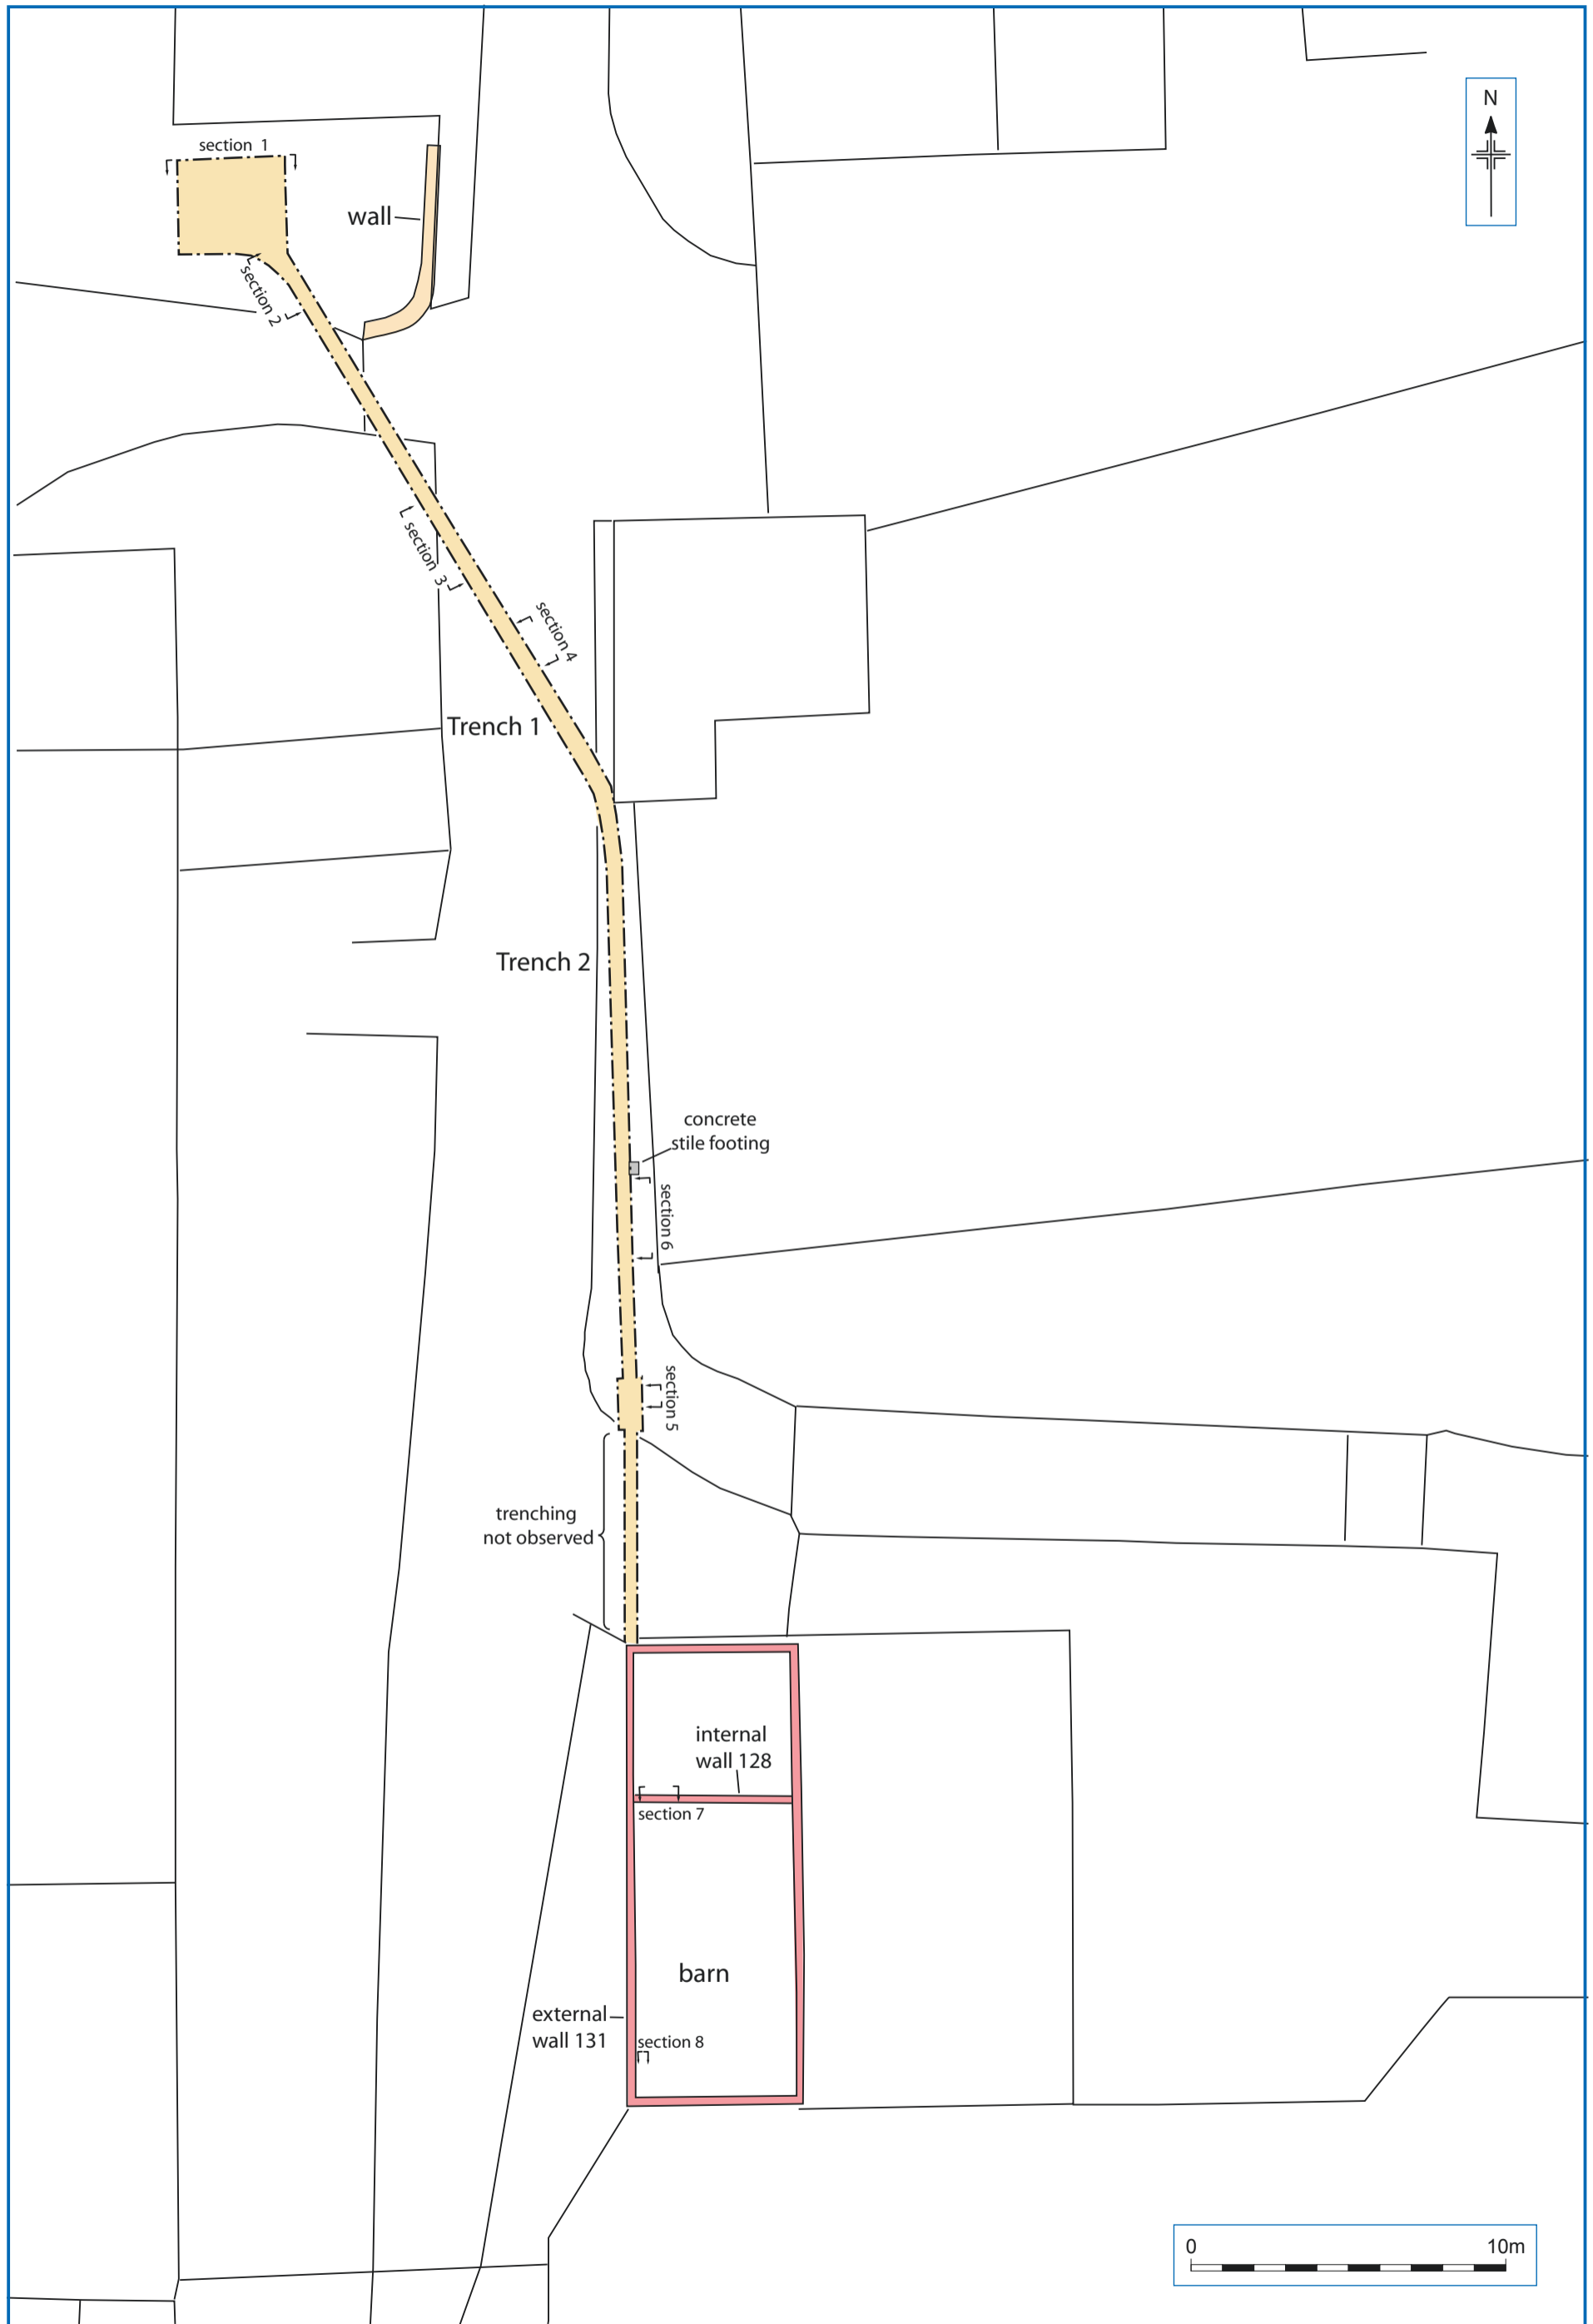 N
section 1
wall
section 2
section 3
section 4
Trench 1
Trench 2
concrete
stile footing
section 6
section 5
trenching
not observed
internal
wall 128
section 7
barn
external
wall 131
section 8
0 10m